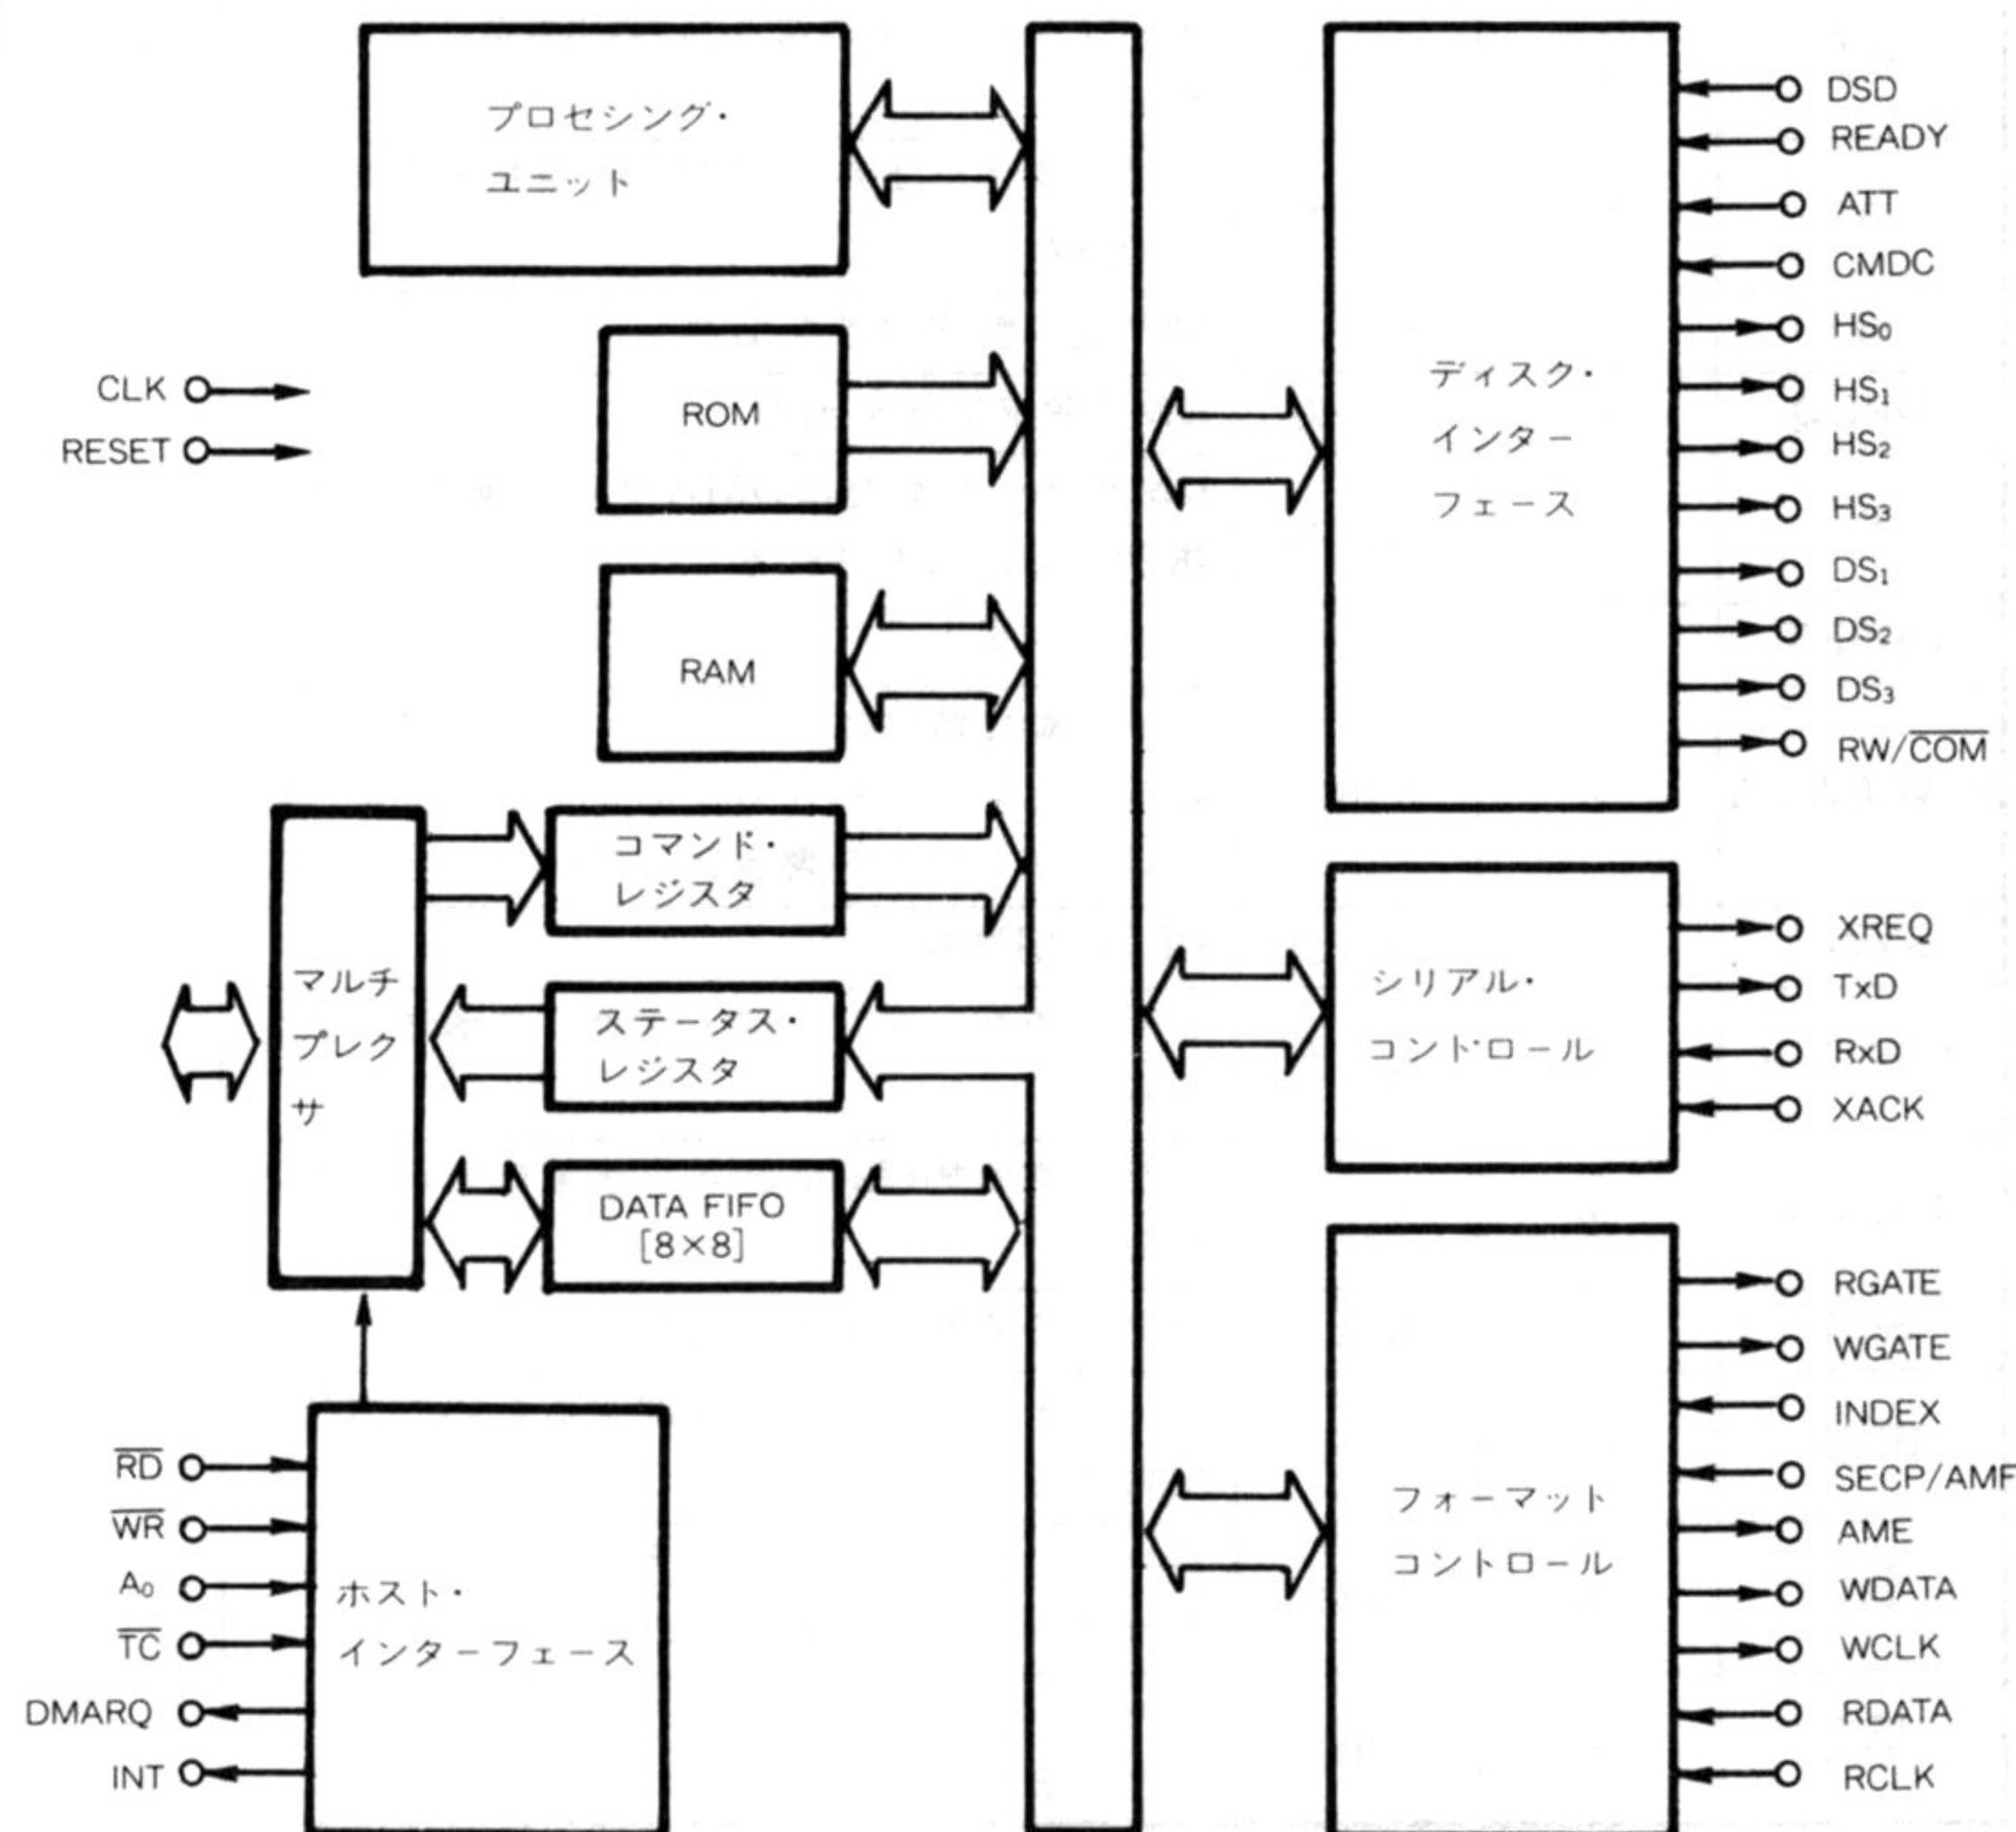 プロセシング・
ユニット
CLK
RESET
ROM
RAM
コマンド・
レジスタ
マルチ
プレク
サ
ステータス・
レジスタ
DATA FIFO
[8×8]
R̅D̅
W̅R̅
A₀
T̅C̅
DMARQ
INT
ホスト・
インターフェース
ディスク・
インター
フェース
DSD
READY
ATT
CMDC
HS₀
HS₁
HS₂
HS₃
DS₁
DS₂
DS₃
RW/C̅O̅M̅
シリアル・
コントロール
XREQ
TxD
RxD
XACK
フォーマット
コントロール
RGATE
WGATE
INDEX
SECP/AMF
AME
WDATA
WCLK
RDATA
RCLK